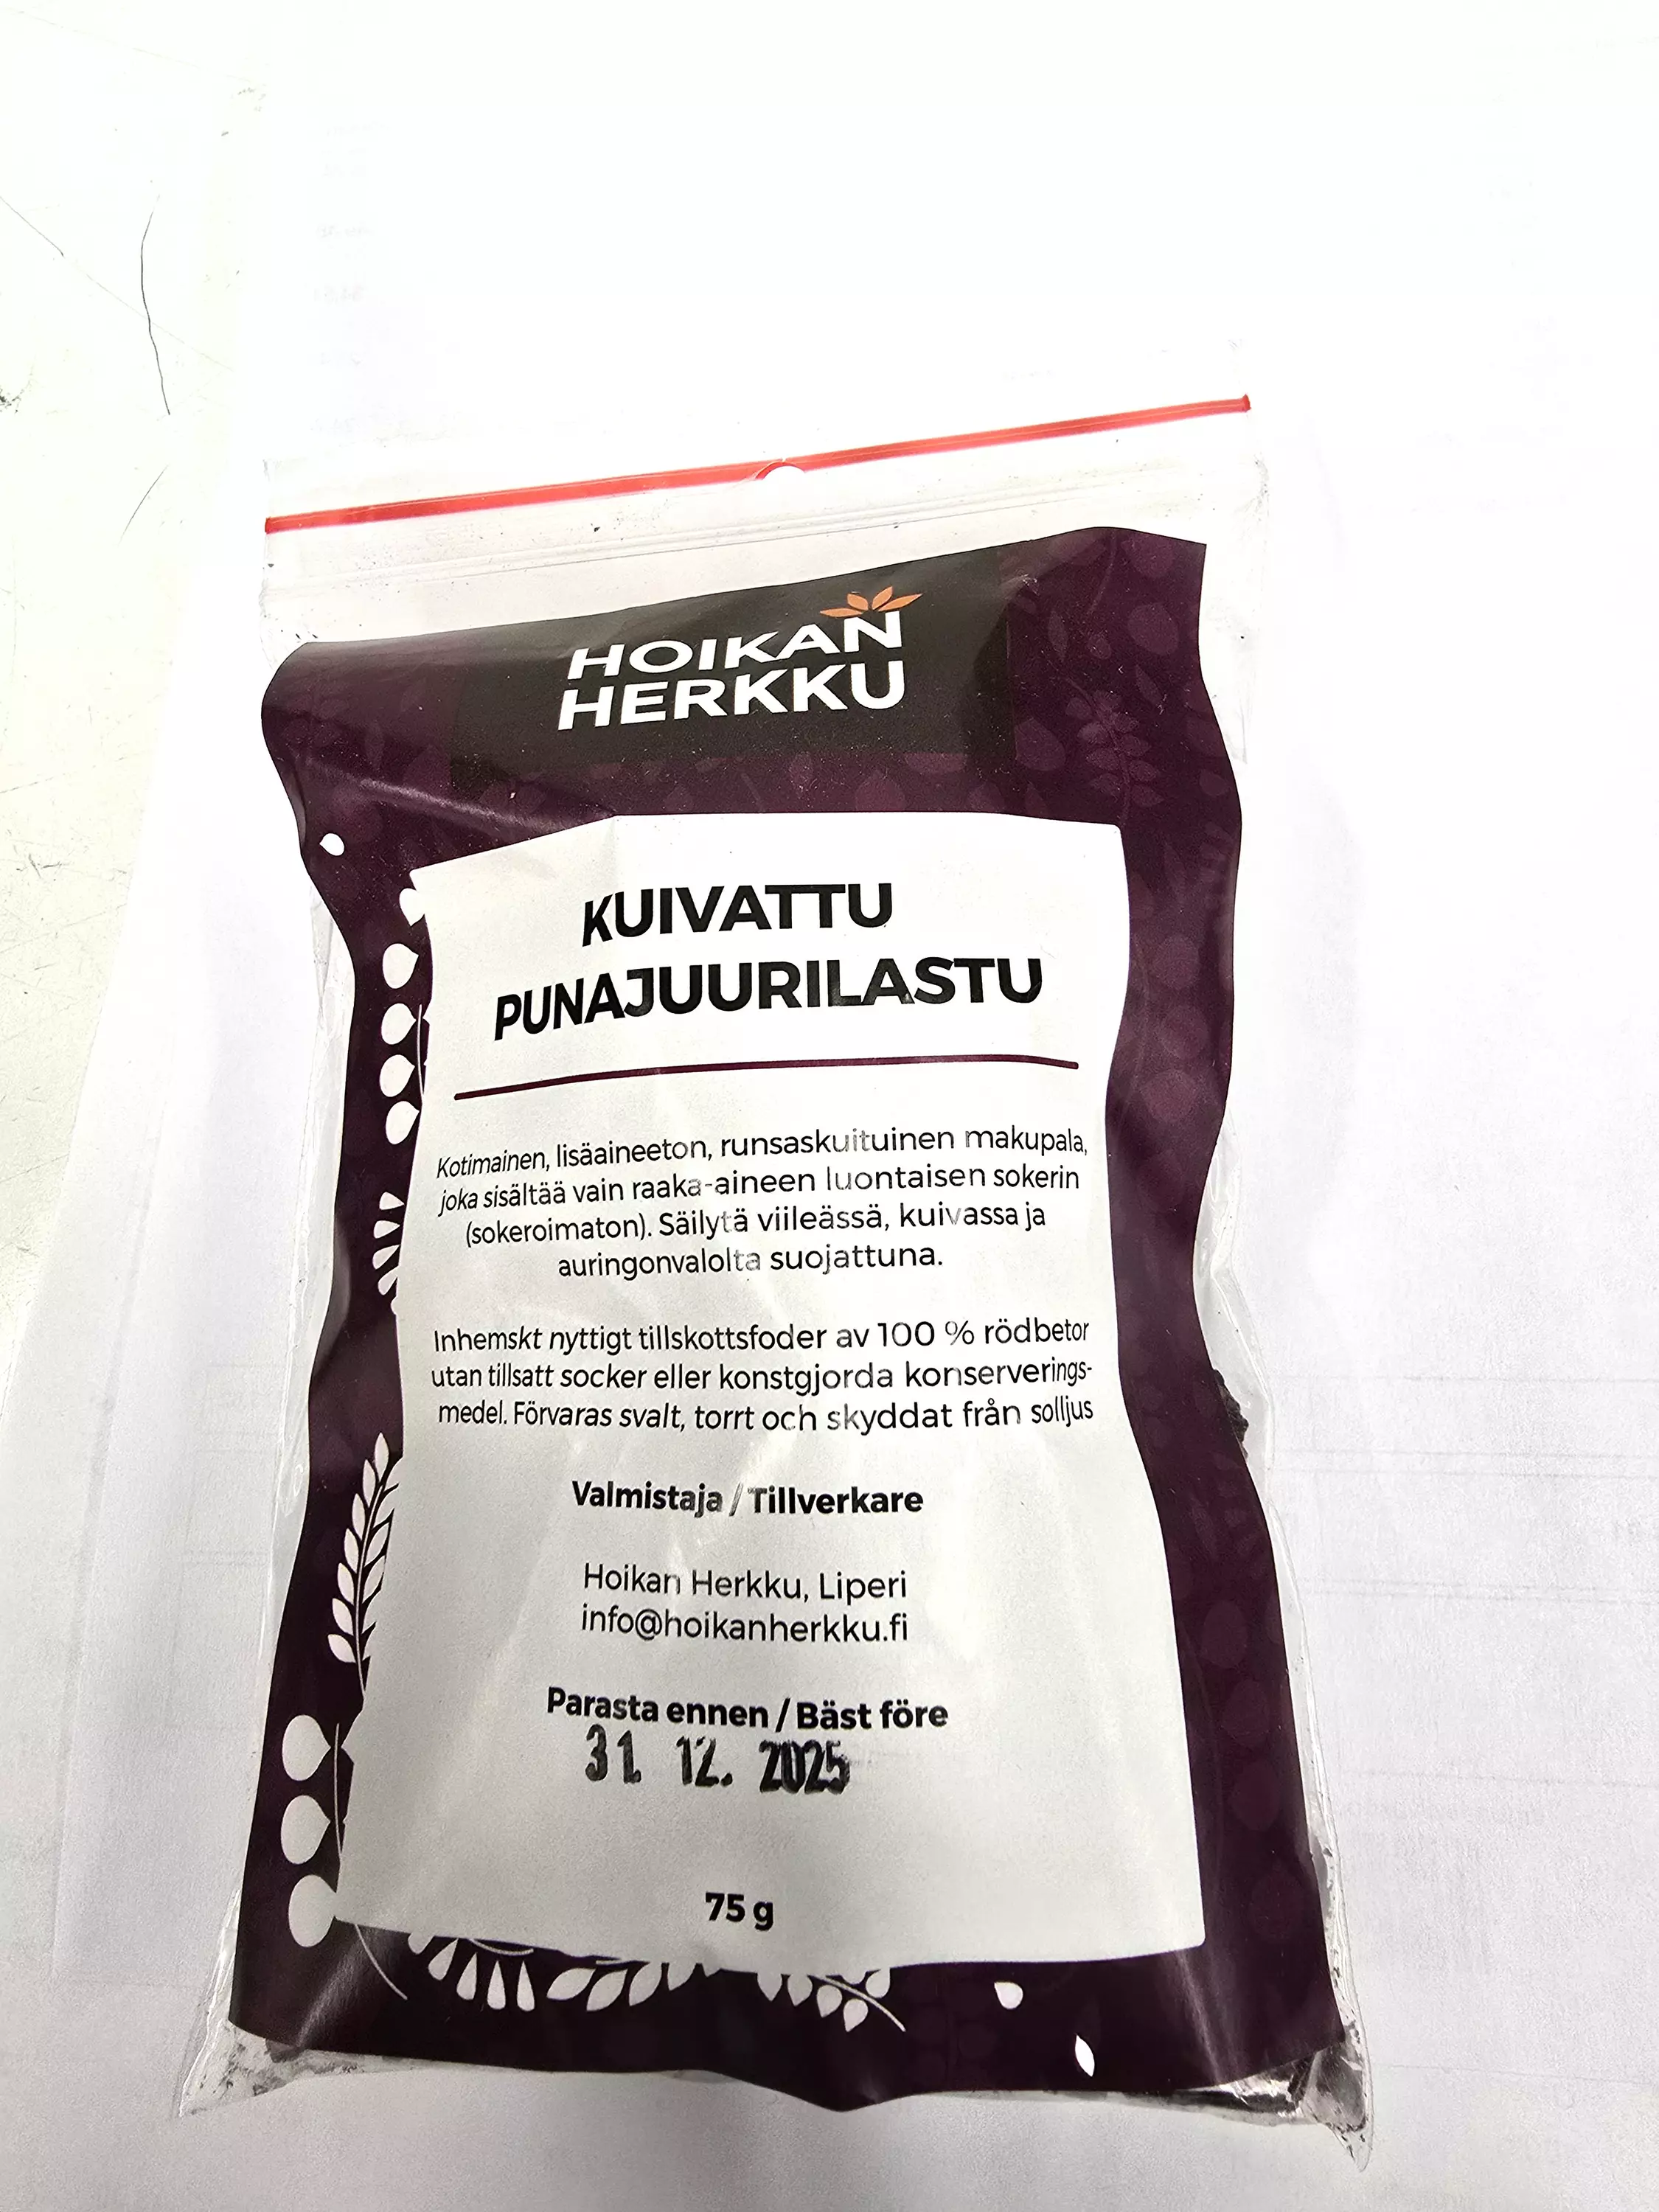 HOIKAN
HERKKU
KUIVATTU
PUNAJUURILASTU
Kotimainen, lisäaineeton, runsaskuituinen makupala,
joka sisältää vain raaka-aineen luontaisen sokerin
(sokeroimaton). Säilytä viileässä, kuivassa ja
auringonvalolta suojattuna.
Inhemskt nyttigt tillskottsfoder av 100 % rödbetor
utan tillsatt socker eller konstgjorda konserverings-
medel. Förvaras svalt, torrt och skyddat från solljus
Valmistaja / Tillverkare
Hoikan Herkku, Liperi
info@hoikanherkku.fi
Parasta ennen / Bäst före
31. 12. 2025
75 g